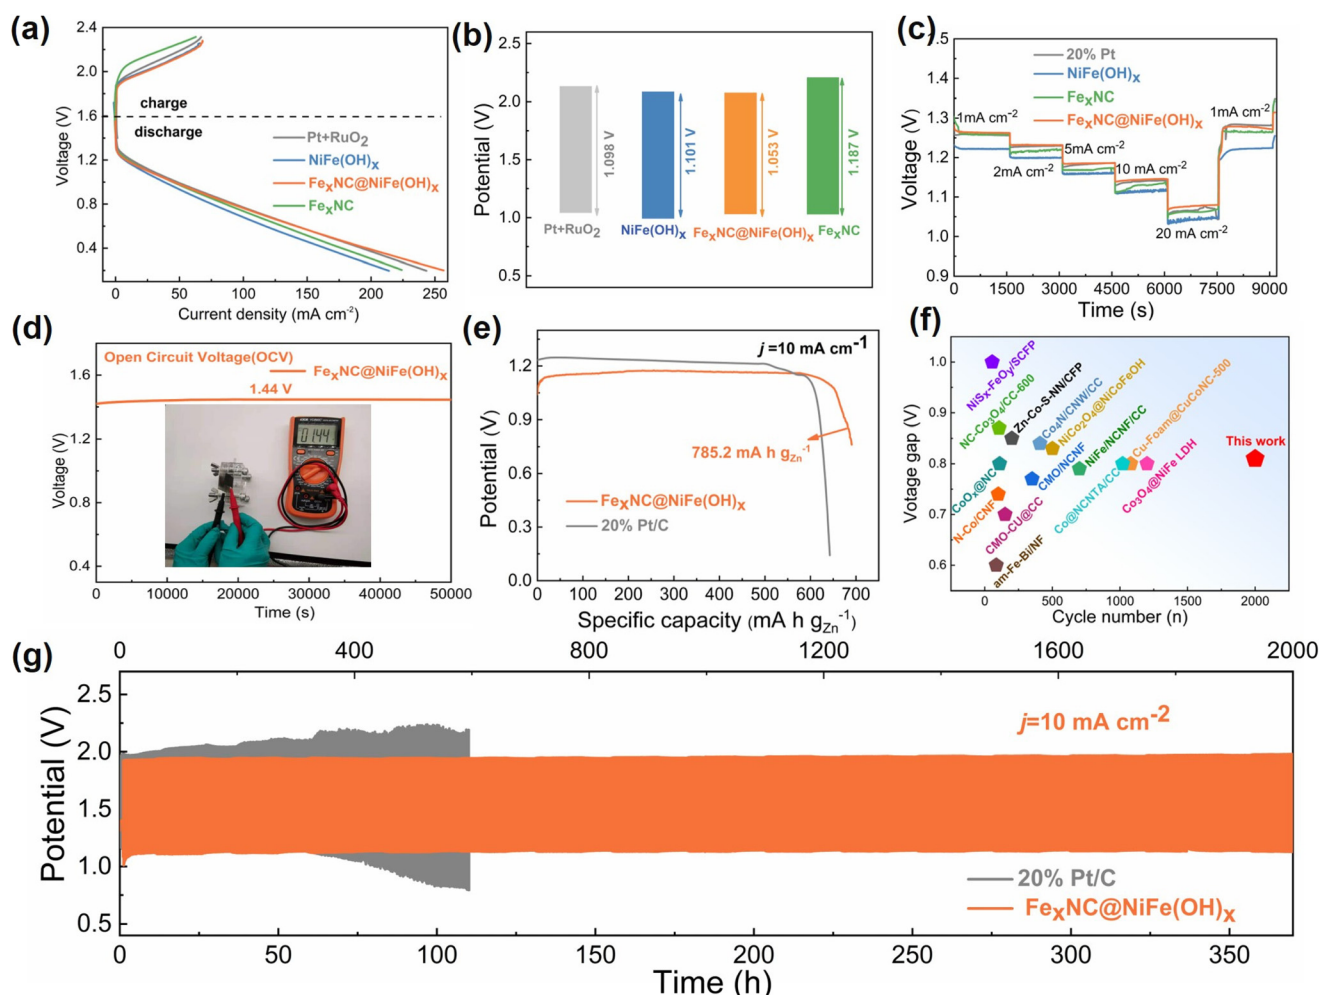 (a)
2.4
2.0
1.6
1.2
0.8
0.4
Voltage (V)
charge
discharge
Pt+RuO2
NiFe(OH)x
FexNC@NiFe(OH)x
FexNC
0 50 100 150 200 250
Current density (mA cm-2)
(b)
2.5
2.0
1.5
1.0
0.5
Potential (V)
1.098 V
1.101 V
1.053 V
1.187 V
Pt+RuO2
NiFe(OH)x
FexNC@NiFe(OH)x
FexNC
(c)
1.5
1.4
1.3
1.2
1.1
1.0
0.9
Voltage (V)
20% Pt
NiFe(OH)x
FexNC
FexNC@NiFe(OH)x
1mA cm-2
2mA cm-2
5mA cm-2
10 mA cm-2
20 mA cm-2
1mA cm-2
0 1500 3000 4500 6000 7500 9000
Time (s)
(d)
1.6
1.2
0.8
0.4
Voltage (V)
Open Circuit Voltage(OCV)
FexNC@NiFe(OH)x
1.44 V
0144
0 10000 20000 30000 40000 50000
Time (s)
(e)
1.5
1.2
0.9
0.6
0.3
0.0
Potential (V)
j=10 mA cm-1
785.2 mA h gZn-1
FexNC@NiFe(OH)x
20% Pt/C
0 100 200 300 400 500 600 700
Specific capacity (mA h gZn-1)
(f)
1.0
0.9
0.8
0.7
0.6
Votage gap (V)
NiSx-FeOy/SCFP
NC-Co3O4/CC-600
Zn-Co-S-NN/CFP
Co4N/CNW/CC
NiCo2O4@NiCoFeOH
CoOx@NC
CMO/NCNF
NiFe/NCNF/CC
Cu-Foam@CuCoNC-500
N-Co/CNF
CMO-CU@CC
Co@NCNTA/CC
Co3O4@NiFe LDH
am-Fe-Bi/NF
This work
0 500 1000 1500 2000
Cycle number (n)
(g)
0 400 800 1200 1600 2000
2.5
2.0
1.5
1.0
0.5
Potential (V)
j=10 mA cm-2
20% Pt/C
FexNC@NiFe(OH)x
0 50 100 150 200 250 300 350
Time (h)